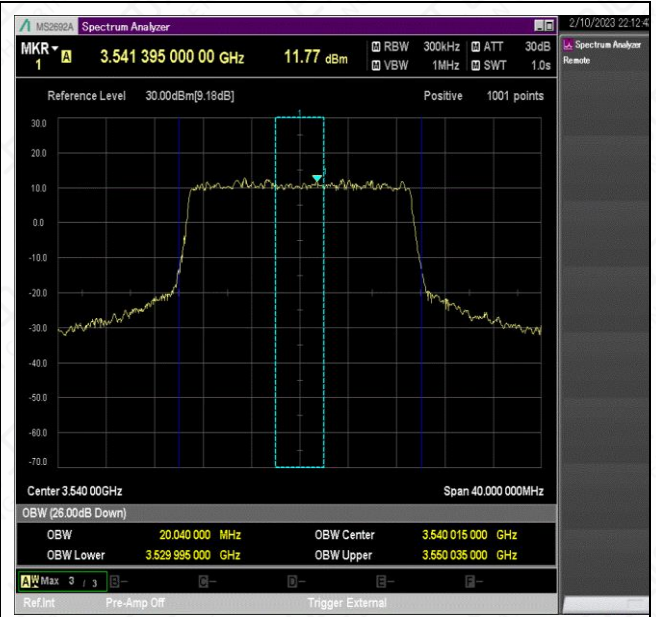 MS2692A Spectrum Analyzer
2/10/2023 22:12:4
MKR A 3.541 395 000 00 GHz 11.77 dBm M RBW 300kHz M ATT 30dB
1 M VBW 1MHz M SWT 1.0s
Spectrum Analyzer
Remote
Reference Level 30.00dBm[9.18dB] Positive 1001 points
1
30.0
20.0
10.0
0.0
-10.0
-20.0
-30.0
-40.0
-50.0
-60.0
-70.0
Center 3.540 00GHz Span 40.000 000MHz
OBW (26.00dB Down)
OBW 20.040 000 MHz OBW Center 3.540 015 000 GHz
OBW Lower 3.529 995 000 GHz OBW Upper 3.550 035 000 GHz
A W Max 3 / 3 B- C- D- E- F-
Ref.Int Pre-Amp Off Trigger External